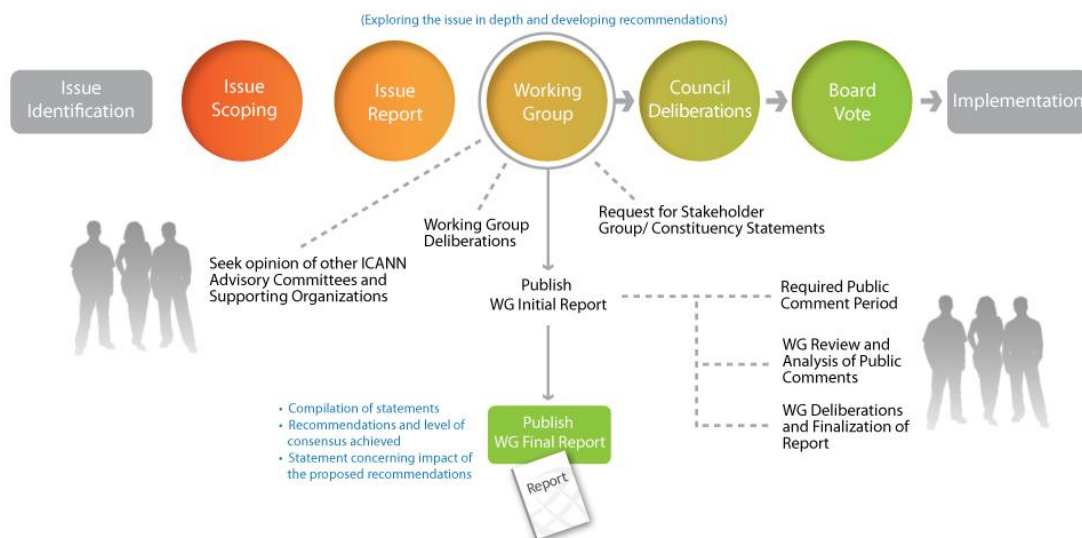 (Exploring the issue in depth and developing recommendations)
Issue
Identification
Issue
Scoping
Issue
Report
Working
Group
Council
Deliberations
Board
Vote
Implementation
Seek opinion of other ICANN
Advisory Committees and
Supporting Organizations
Working Group
Deliberations
Request for Stakeholder
Group/ Constituency Statements
Publish
WG Initial Report
Required Public
Comment Period
WG Review and
Analysis of Public
Comments
WG Deliberations
and Finalization of
Report
• Compilation of statements
• Recommendations and level of
consensus achieved
• Statement concerning impact of
the proposed recommendations
Publish
WG Final Report
Report